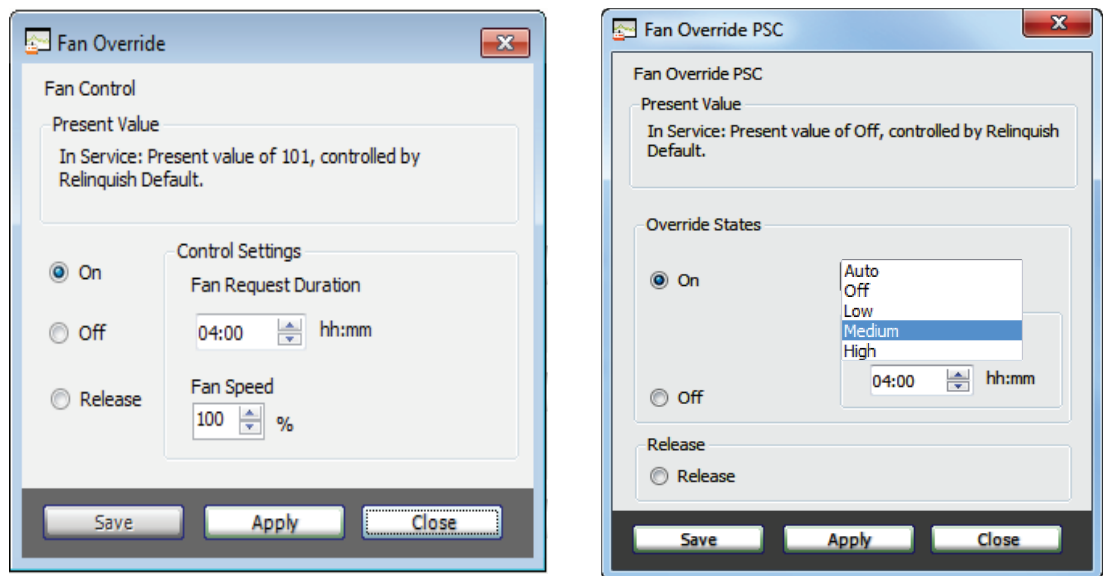 Fan Override
Fan Control
Present Value
In Service: Present value of 101, controlled by
Relinquish Default.
On
Off
Release
Control Settings
Fan Request Duration
04:00 hh:mm
Fan Speed
100 %
Save Apply Close
Fan Override PSC
Fan Override PSC
Present Value
In Service: Present value of Off, controlled by Relinquish
Default.
Override States
On
Auto
Off
Low
Medium
High
04:00 hh:mm
Off
Release
Release
Save Apply Close